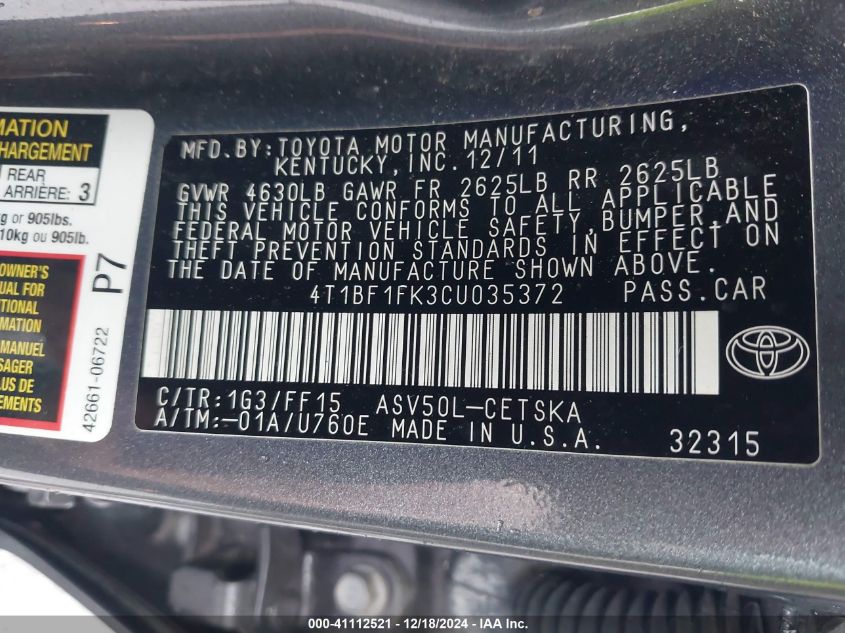 MATION
HARGEMENT
REAR
ARRIÈRE: 3
g or 905lbs.
10kg ou 905lb.
OWNER'S
UAL FOR
TIONAL
RMATION
MANUEL
SAGER
LUS DE
EMENTS
P7
42661-06722
MFD.BY:TOYOTA MOTOR MANUFACTURING,
KENTUCKY,INC.12/11
GVWR 4630LB GAWR FR 2625LB RR 2625LB
THIS VEHICLE CONFORMS TO ALL APPLICABLE
FEDERAL MOTOR VEHICLE SAFETY,BUMPER,AND
THEFT PREVENTION STANDARDS IN EFFECT ON
THE DATE OF MANUFACTURE SHOWN ABOVE.
4T1BF1FK3CU035372 PASS.CAR
C/TR:1G3/FF15 ASV50L-CETSKA
A/TM:-01A/U760E MADE IN U.S.A. 32315
000-41112521 - 12/18/2024 - IAA Inc.